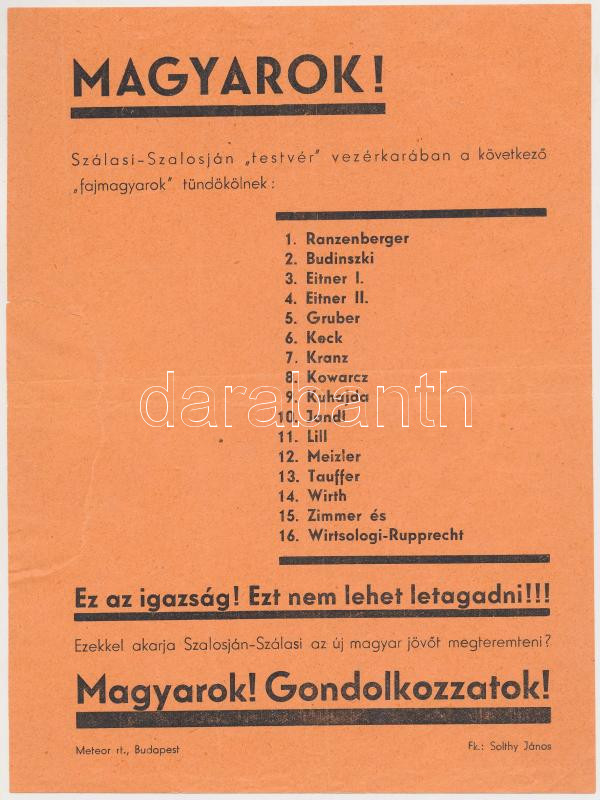 MAGYAROK!
Szálasi-Szalosján „testvér” vezérkarában a következő
„fajmagyarok” tündökölnek:
1. Ranzenberger
2. Budinszki
3. Eitner I.
4. Eitner II.
5. Gruber
6. Keck
7. Kranz
8. Kowarcz
9. Kuhajda
10. Jandl
11. Lill
12. Meizler
13. Tauffer
14. Wirth
15. Zimmer és
16. Wirtsologi-Rupprecht
darabanth
Ez az igazság! Ezt nem lehet letagadni!!!
Ezekkel akarja Szalosján-Szálasi az új magyar jövőt megteremteni?
Magyarok! Gondolkozzatok!
Meteor rt., Budapest
Fk.: Solthy János